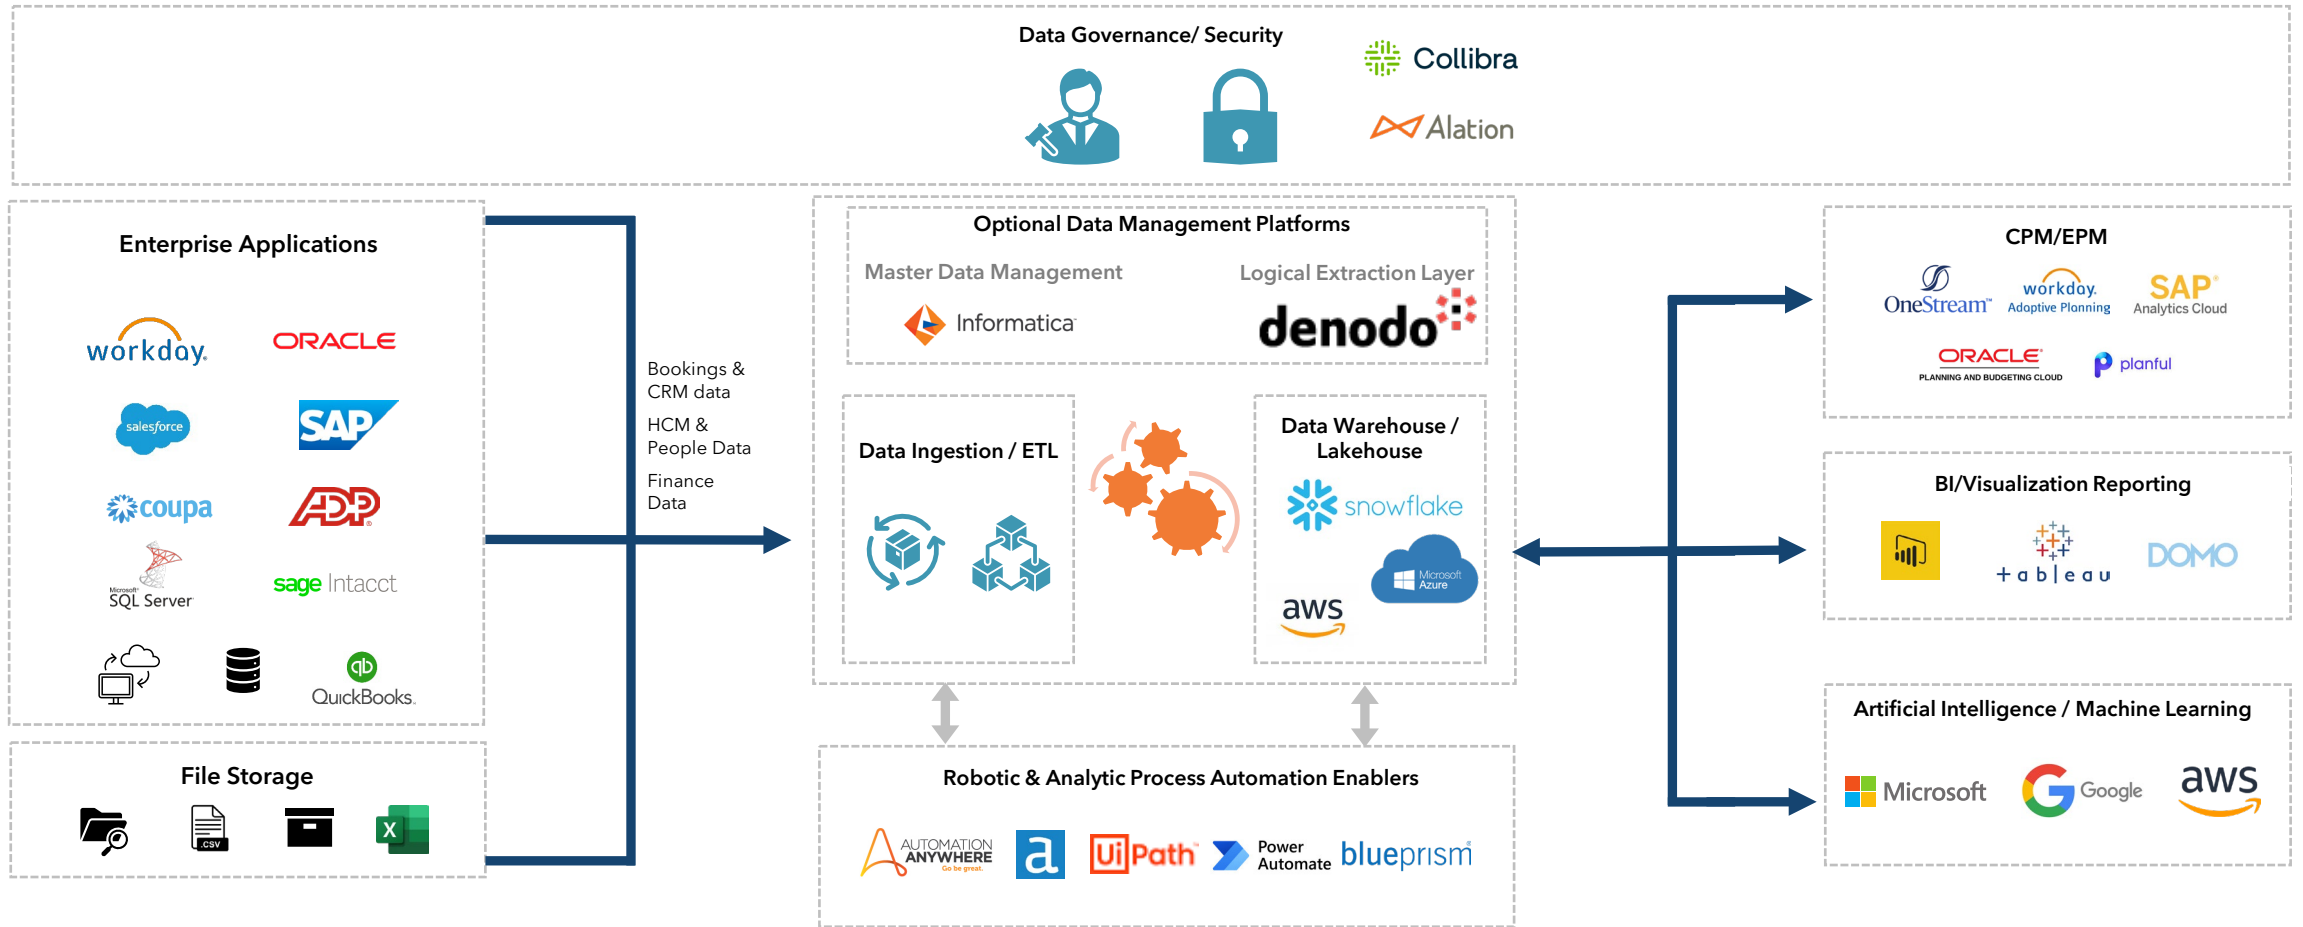 Data Governance/ Security
Collibra
Alation
Enterprise Applications
workday.
ORACLE
salesforce
SAP
coupa
ADP
Microsoft
SQL Server
sage Intacct
qb
QuickBooks.
File Storage
.CSV
X
Bookings &
CRM data
HCM &
People Data
Finance
Data
Optional Data Management Platforms
Master Data Management
Informatica
Logical Extraction Layer
denodo
Data Ingestion / ETL
Data Warehouse /
Lakehouse
snowflake
Microsoft
Azure
aws
Robotic & Analytic Process Automation Enablers
AUTOMATION
ANYWHERE
Go be great.
a
UiPath
Power
Automate
blueprism
CPM/EPM
OneStream™
workday.
Adaptive Planning
SAP®
Analytics Cloud
ORACLE®
PLANNING AND BUDGETING CLOUD
planful
BI/Visualization Reporting
+ableau
DOMO
Artificial Intelligence / Machine Learning
Microsoft
Google
aws